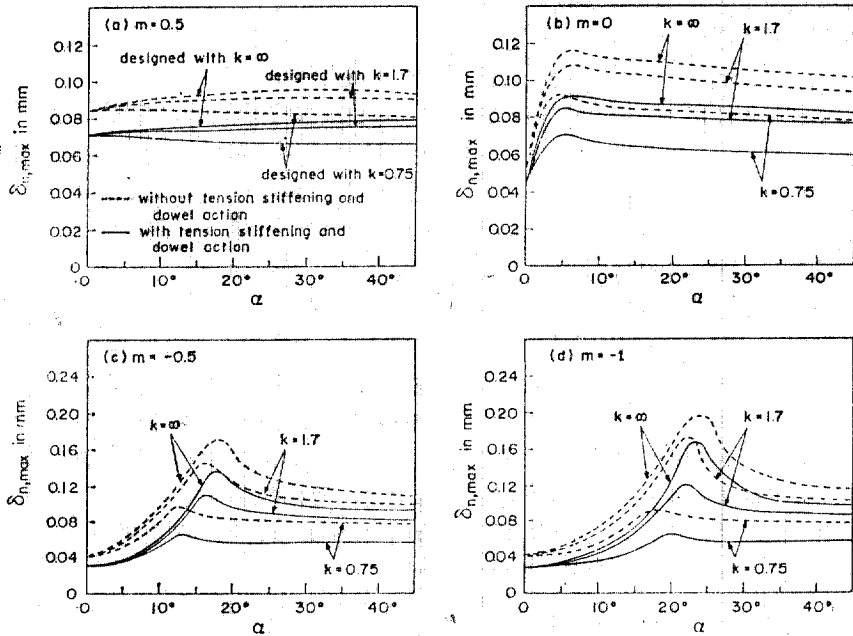 (a) m=0.5
designed with k=∞
designed with k=1.7
designed with k=0.75
without tension stiffening and
dowel action
with tension stiffening and
dowel action
0.12
0.10
0.08
0.06
0.04
0.02
0
δn,max in mm
0 10° 20° 30° 40°
α
(b) m=0
k=∞
k=1.7
k=0.75
0.12
0.10
0.08
0.06
0.04
0.02
0
δn,max in mm
0 10° 20° 30° 40°
α
(c) m= -0.5
k=∞
k=1.7
k=0.75
0.24
0.20
0.16
0.12
0.08
0.04
0
δn,max in mm
0 10° 20° 30° 40°
α
(d) m=-1
k=∞
k=1.7
k=0.75
0.24
0.20
0.16
0.12
0.08
0.04
0
δn,max in mm
0 10° 20° 30° 40°
α